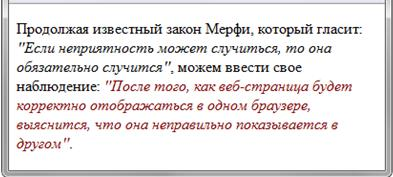 Продолжая известный закон Мерфи, который гласит:
"Если неприятность может случиться, то она
обязательно случится", можем ввести свое
наблюдение: "После того, как веб-страница будет
корректно отображаться в одном браузере,
выяснится, что она неправильно показывается в
другом".